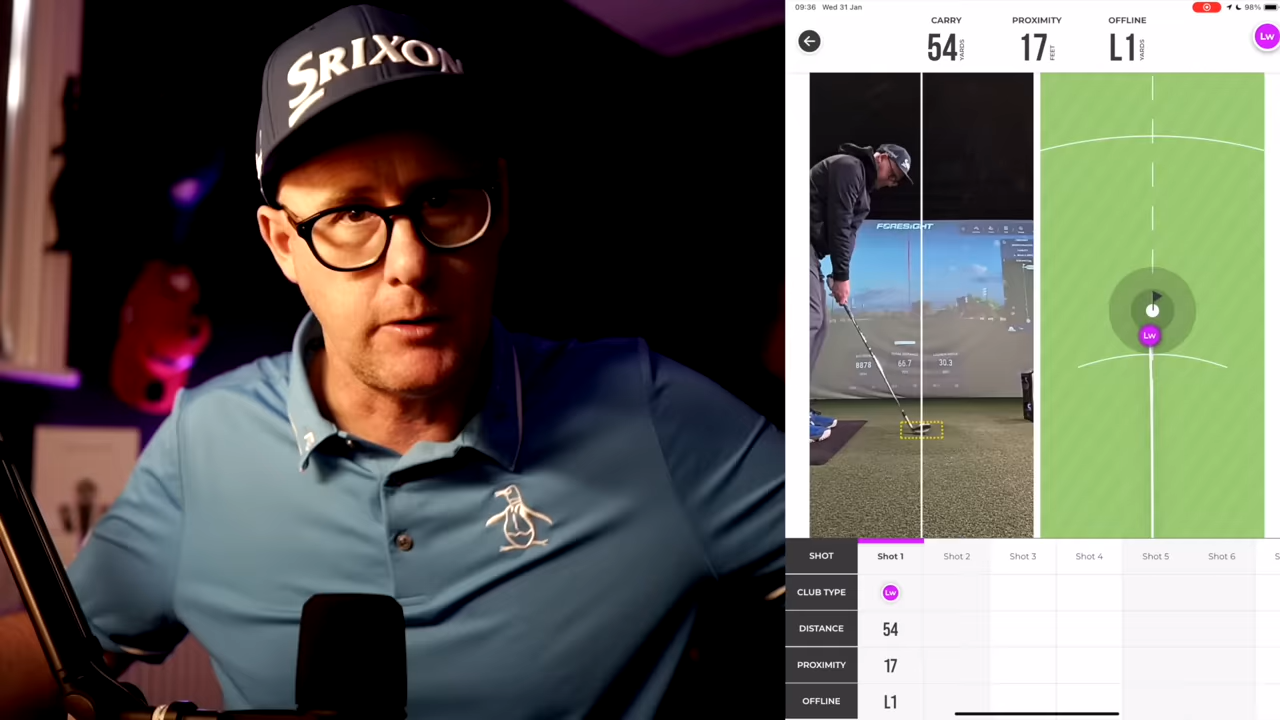 SRIXON
09:36 Wed 31 Jan
98%
CARRY
54 YARDS
PROXIMITY
17 FEET
OFFLINE
L1 YARDS
Lw
FORESIGHT
8878
66.7
30.3
Lw
SHOT Shot 1 Shot 2 Shot 3 Shot 4 Shot 5 Shot 6 S
CLUB TYPE Lw
DISTANCE 54
PROXIMITY 17
OFFLINE L1